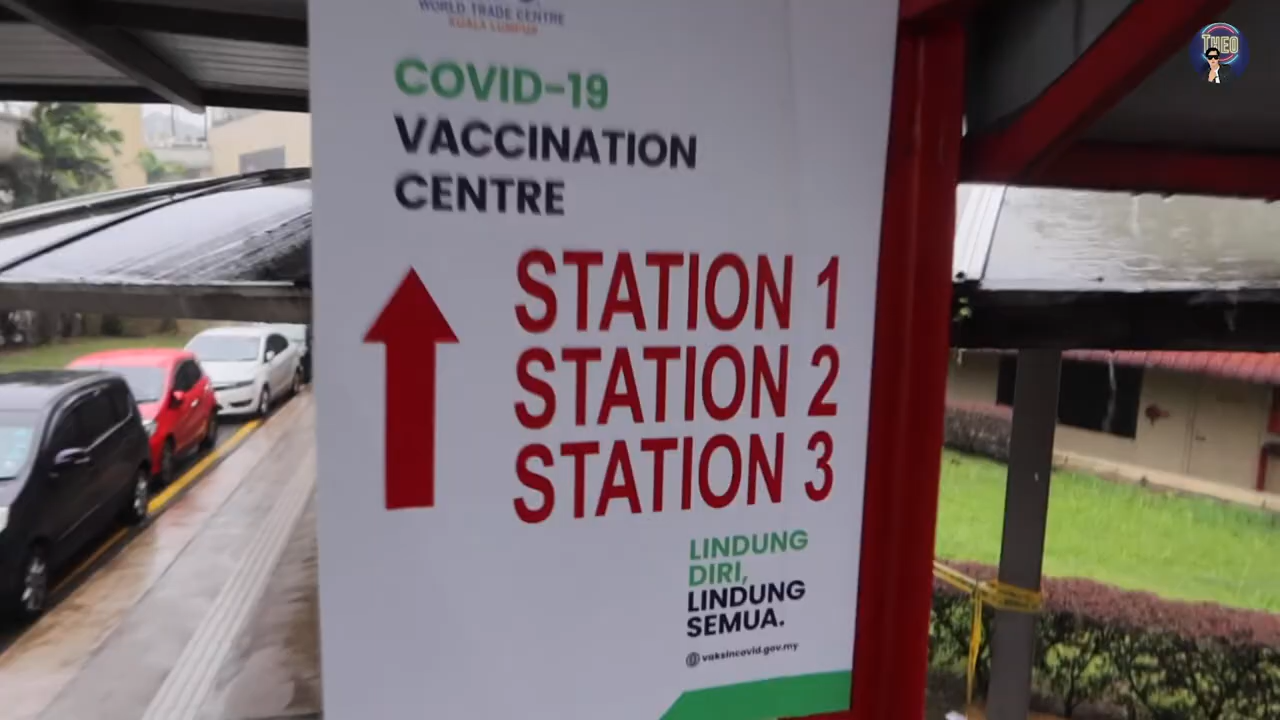 WORLD TRADE CENTRE
KUALA LUMPUR
COVID-19
VACCINATION
CENTRE
STATION 1
STATION 2
STATION 3
LINDUNG
DIRI,
LINDUNG
SEMUA.
vaksincovid.gov.my
THEO